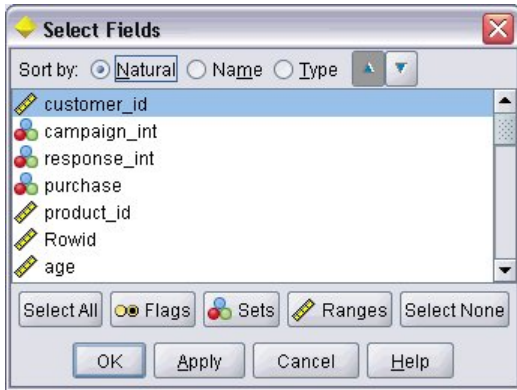 Select Fields
Sort by: Natural Name Type
customer_id
campaign_int
response_int
purchase
product_id
Rowid
age
Select All Flags Sets Ranges Select None
OK Apply Cancel Help